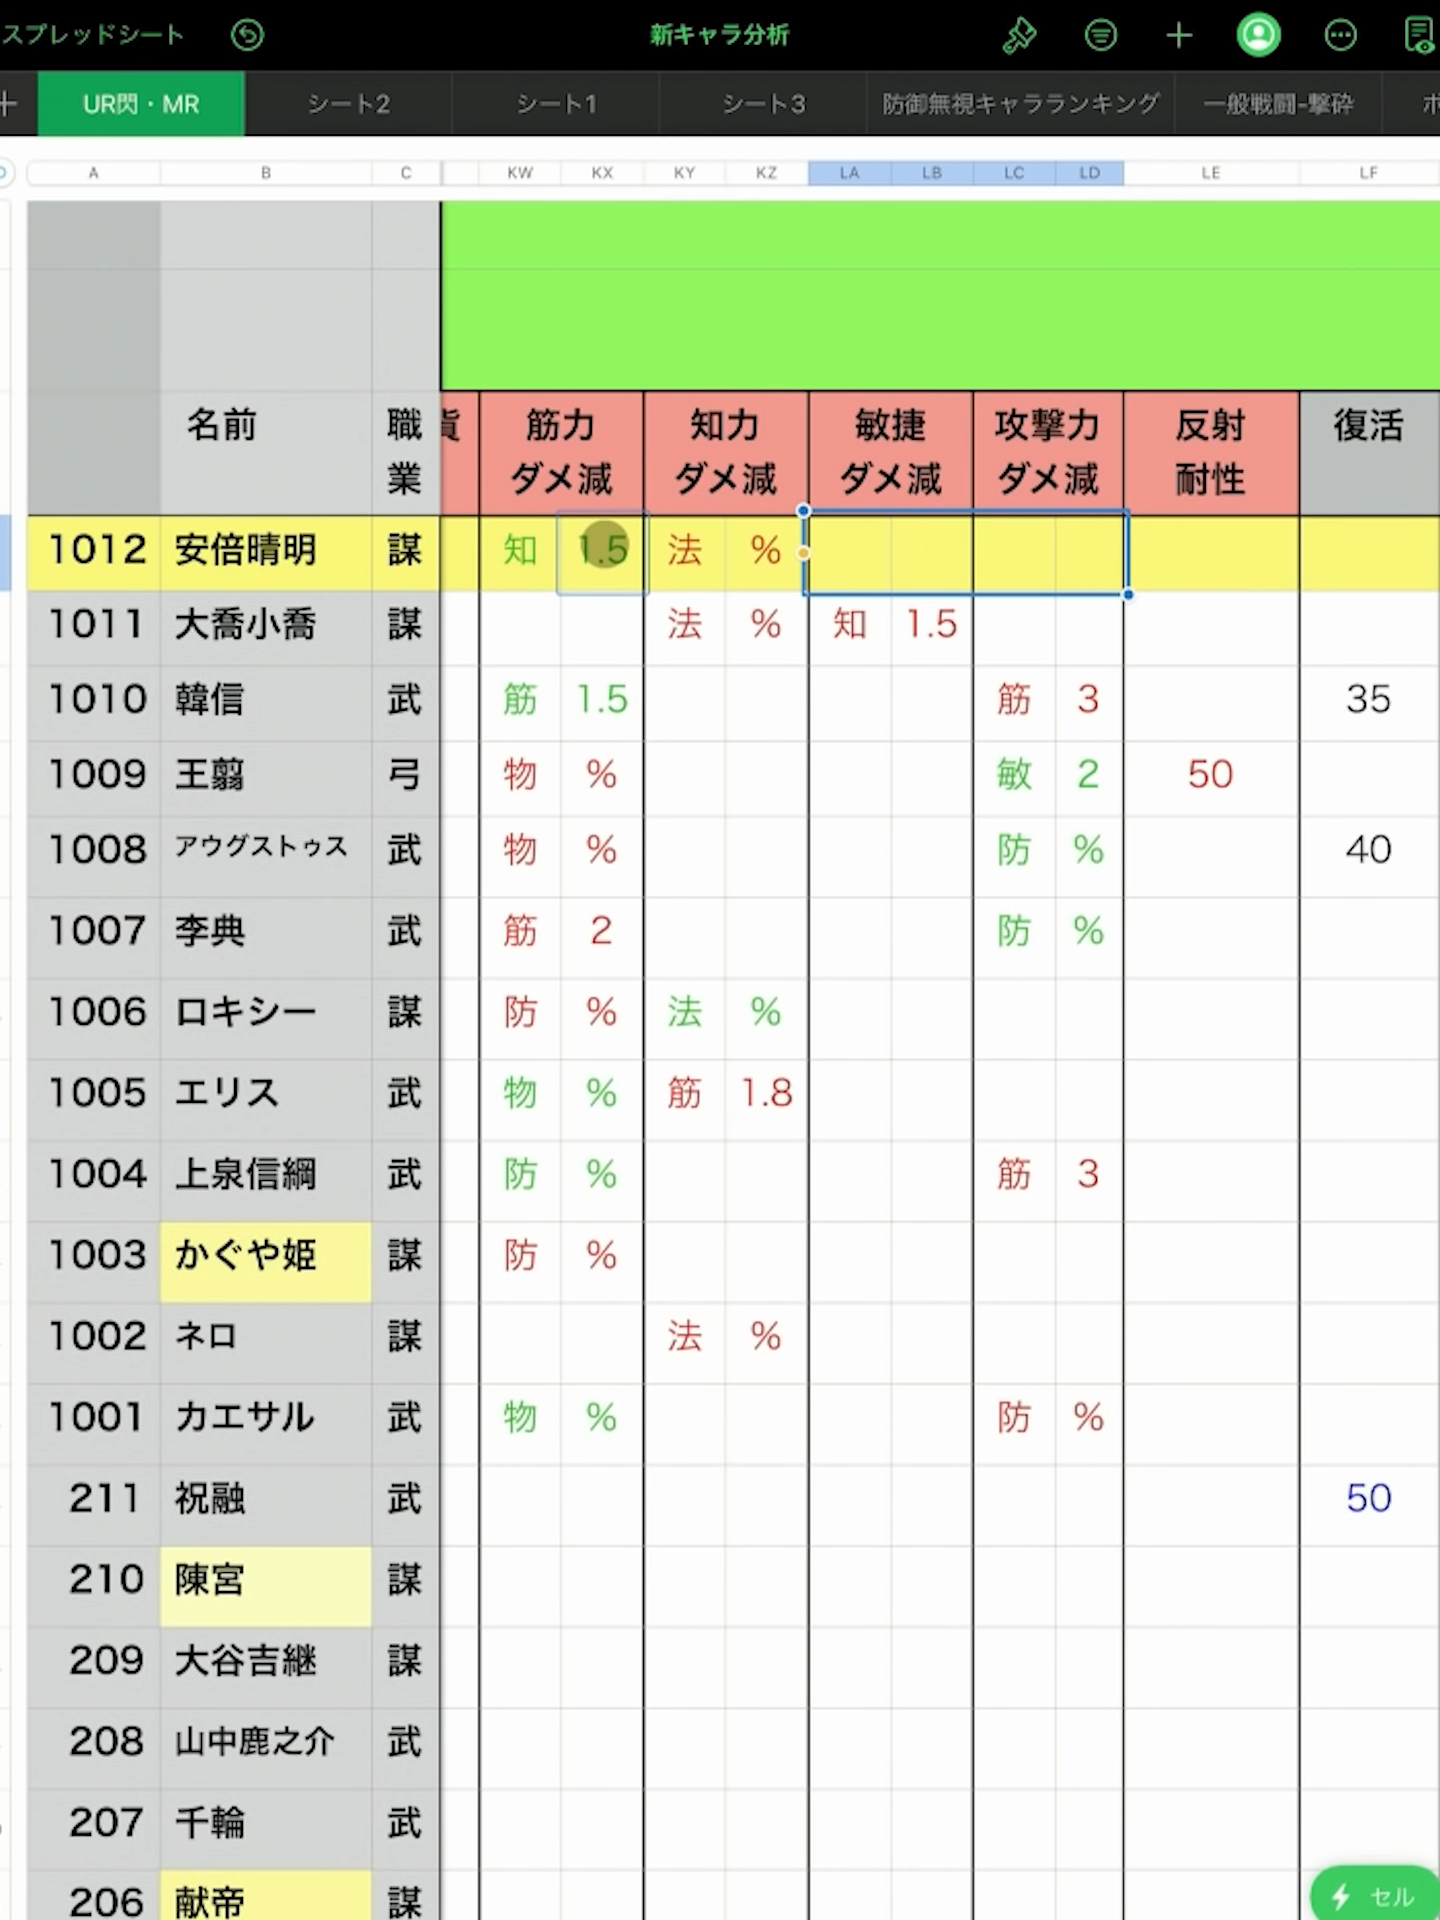 スプレッドシート 新キャラ分析
UR閃・MR シート2 シート1 シート3 防御無視キャラランキング 一般戦闘-撃砕
A B C KW KX KY KZ LA LB LC LD LE LF
名前 職業 筋力ダメ減 知力ダメ減 敏捷ダメ減 攻撃力ダメ減 反射耐性 復活
1012 安倍晴明 謀 知 1.5 法 %
1011 大喬小喬 謀 法 % 知 1.5
1010 韓信 武 筋 1.5 筋 3 35
1009 王翦 弓 物 % 敏 2 50
1008 アウグストゥス 武 物 % 防 % 40
1007 李典 武 筋 2 防 %
1006 ロキシー 謀 防 % 法 %
1005 エリス 武 物 % 筋 1.8
1004 上泉信綱 武 防 % 筋 3
1003 かぐや姫 謀 防 %
1002 ネロ 謀 法 %
1001 カエサル 武 物 % 防 %
211 祝融 武 50
210 陳宮 謀
209 大谷吉継 謀
208 山中鹿之介 武
207 千輪 武
206 献帝 謀
セル